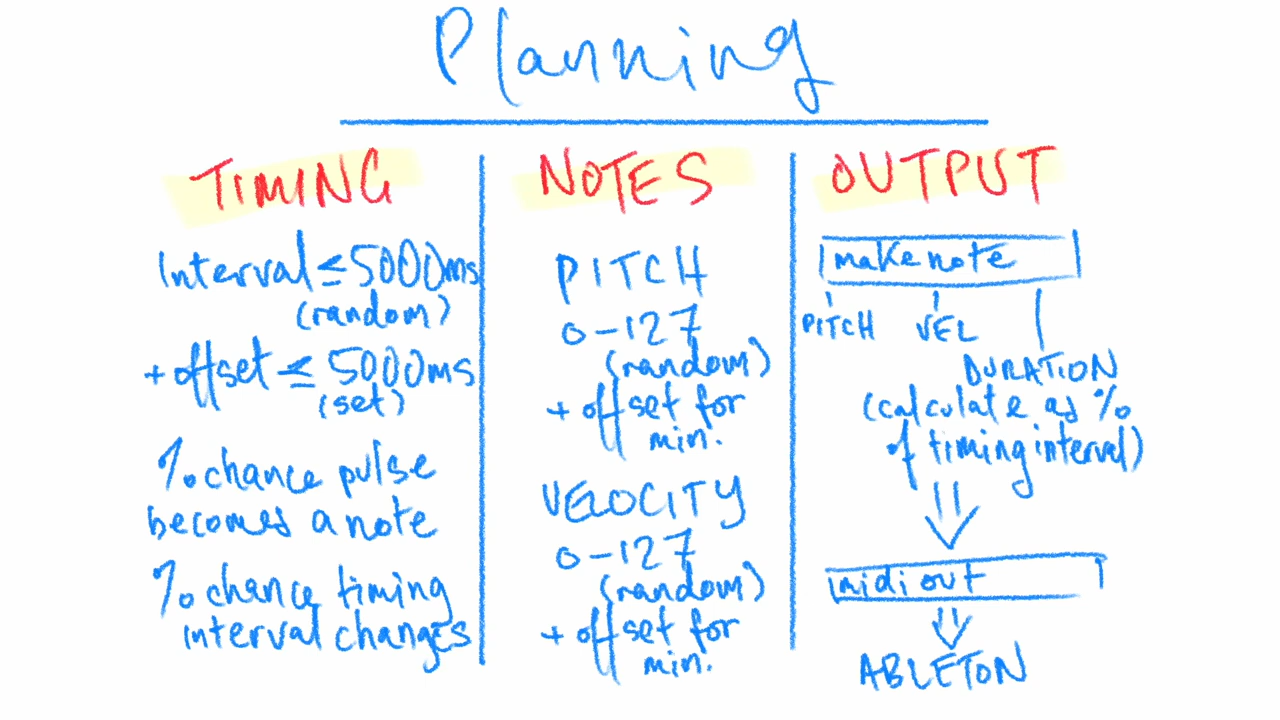 Planning
TIMING
Interval ≤ 5000ms
(random)
+ offset ≤ 5000ms
(set)
% chance pulse
becomes a note
% chance timing
interval changes
NOTES
PITCH
0-127
(random)
+ offset for
min.
VELOCITY
0-127
(random)
+ offset for
min.
OUTPUT
makenote
PITCH VEL
DURATION
(calculate as %
of timing interval)
midi out
ABLETON